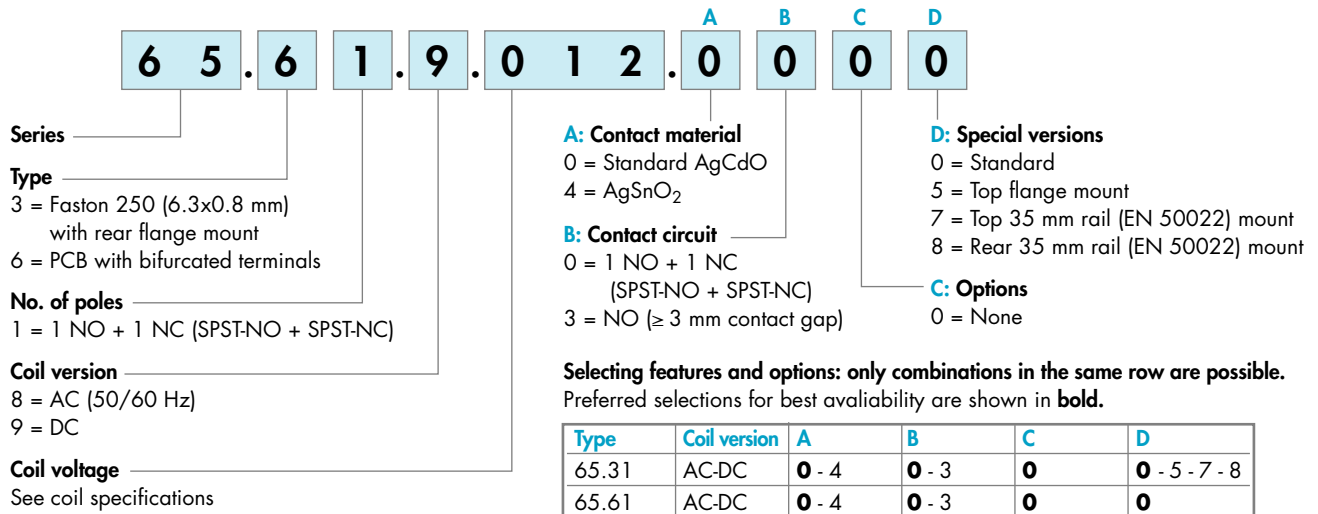 A B C D
6 5 . 6 1 . 9 . 0 1 2 . 0 0 0 0
Series
Type
3 = Faston 250 (6.3x0.8 mm)
with rear flange mount
6 = PCB with bifurcated terminals
No. of poles
1 = 1 NO + 1 NC (SPST-NO + SPST-NC)
Coil version
8 = AC (50/60 Hz)
9 = DC
Coil voltage
See coil specifications
A: Contact material
0 = Standard AgCdO
4 = AgSnO₂
B: Contact circuit
0 = 1 NO + 1 NC
(SPST-NO + SPST-NC)
3 = NO (≥ 3 mm contact gap)
D: Special versions
0 = Standard
5 = Top flange mount
7 = Top 35 mm rail (EN 50022) mount
8 = Rear 35 mm rail (EN 50022) mount
C: Options
0 = None
Selecting features and options: only combinations in the same row are possible.
Preferred selections for best avaliability are shown in bold.
Type Coil version A B C D
65.31 AC-DC 0 - 4 0 - 3 0 0 - 5 - 7 - 8
65.61 AC-DC 0 - 4 0 - 3 0 0